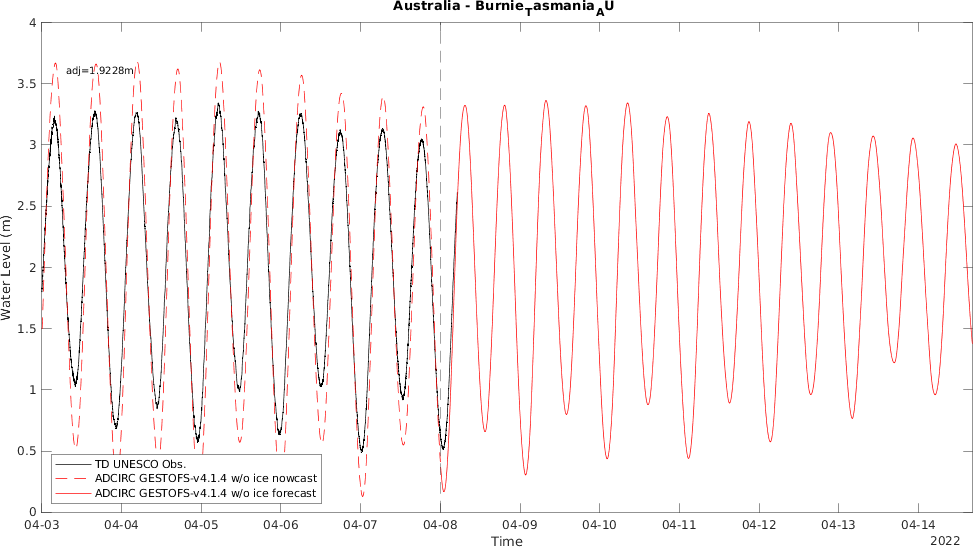 Australia - BurnieTasmaniaAU
adj=1.9228m
4
3.5
3
2.5
2
1.5
1
0.5
0
Water Level (m)
TD UNESCO Obs.
ADCIRC GESTOFS-v4.1.4 w/o ice nowcast
ADCIRC GESTOFS-v4.1.4 w/o ice forecast
04-03 04-04 04-05 04-06 04-07 04-08 04-09 04-10 04-11 04-12 04-13 04-14
Time
2022